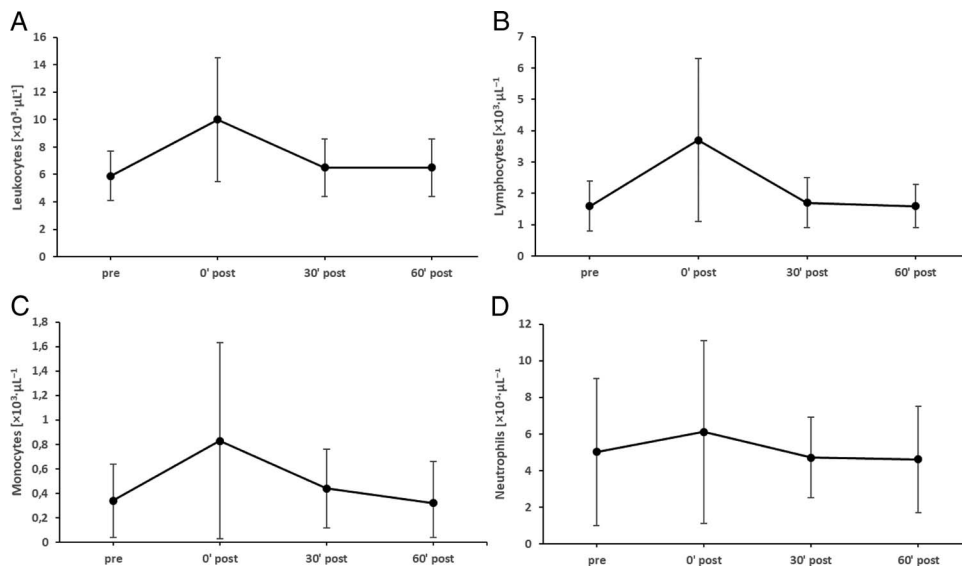 A
Leukocytes [×10³·µL⁻¹]
16
14
12
10
8
6
4
2
0
pre 0' post 30' post 60' post
B
Lymphocytes [×10³·µL⁻¹
7
6
5
4
3
2
1
0
pre 0' post 30' post 60' post
C
Monocytes [×10³·µL⁻¹
1,8
1,6
1,4
1,2
1
0,8
0,6
0,4
0,2
0
pre 0' post 30' post 60' post
D
Neutrophils [×10³·µL⁻¹
12
10
8
6
4
2
0
pre 0' post 30' post 60' post